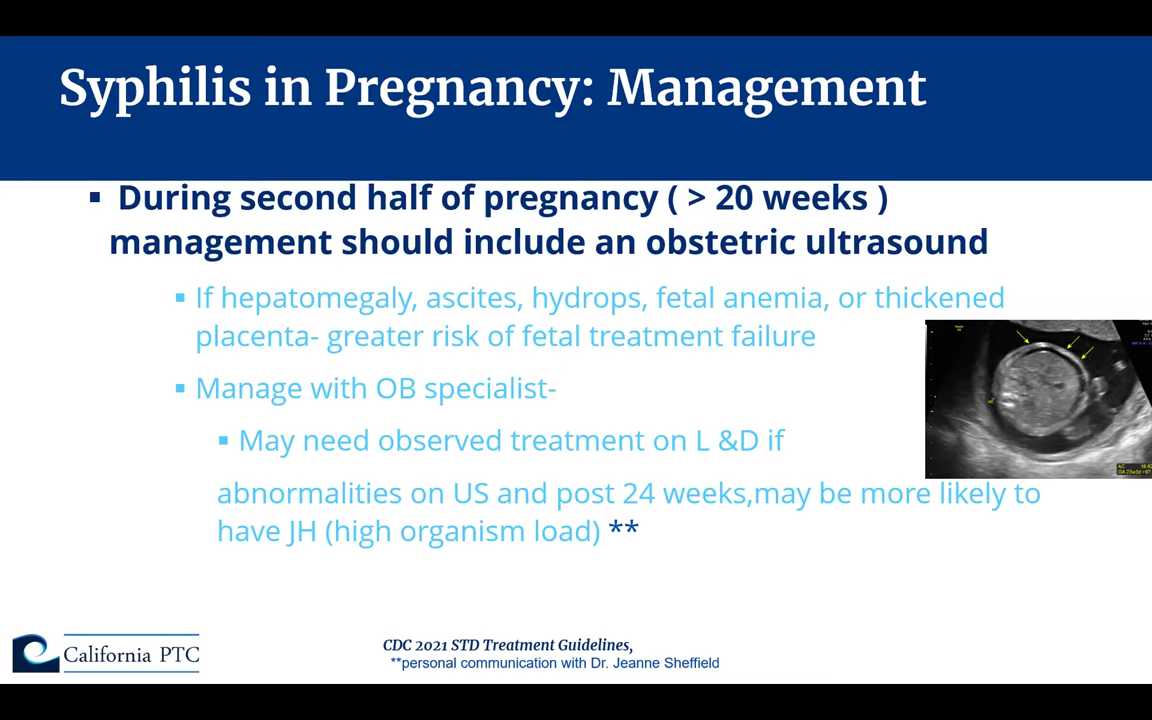 Syphilis in Pregnancy: Management
▪ During second half of pregnancy ( > 20 weeks )
management should include an obstetric ultrasound
▪ If hepatomegaly, ascites, hydrops, fetal anemia, or thickened
placenta- greater risk of fetal treatment failure
▪ Manage with OB specialist-
▪ May need observed treatment on L &D if
abnormalities on US and post 24 weeks,may be more likely to
have JH (high organism load) **
California PTC
CDC 2021 STD Treatment Guidelines,
**personal communication with Dr. Jeanne Sheffield